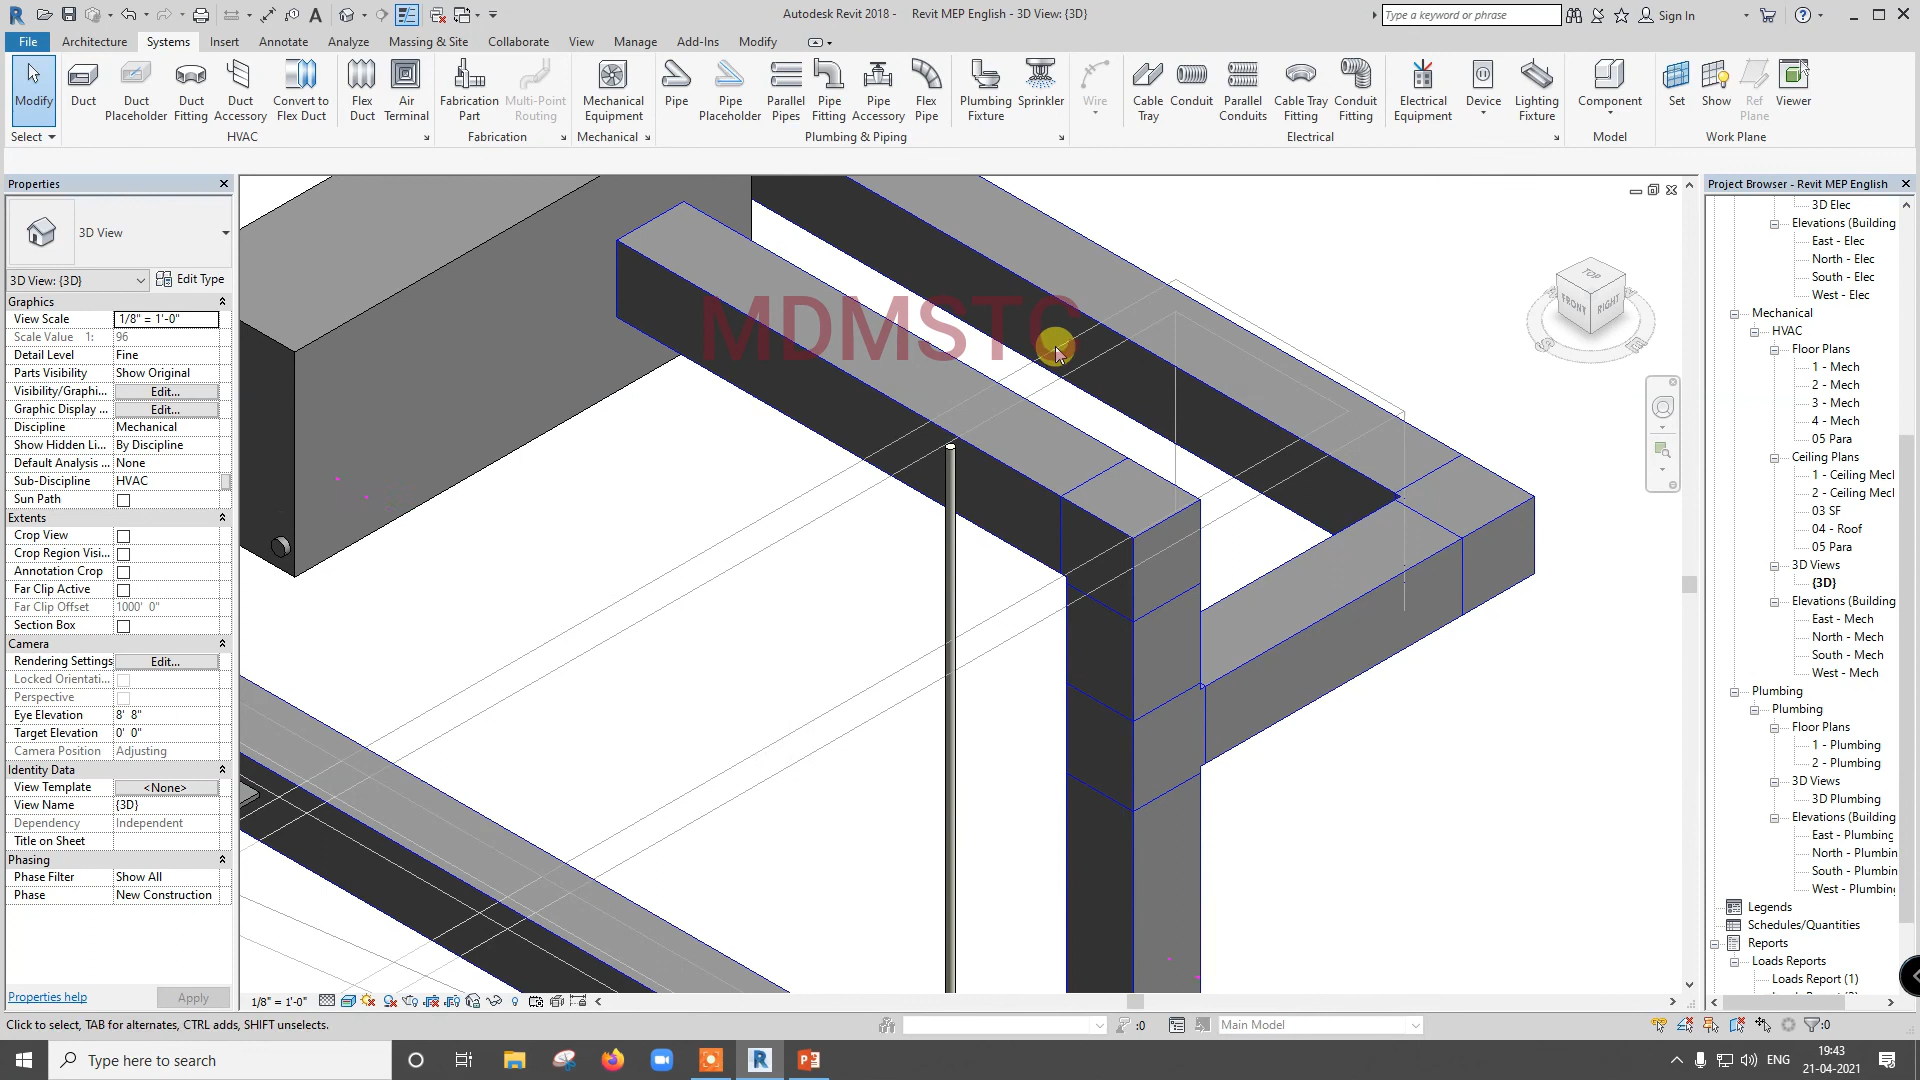 Autodesk Revit 2018 - Revit MEP English - 3D View: {3D}
Type a keyword or phrase
Sign In
File Architecture Systems Insert Annotate Analyze Massing & Site Collaborate View Manage Add-Ins Modify
Modify
Duct
Duct Placeholder
Duct Fitting
Duct Accessory
Convert to Flex Duct
Flex Duct
Air Terminal
Fabrication Part
Multi-Point Routing
Mechanical Equipment
Pipe
Pipe Placeholder
Parallel Pipes
Pipe Fitting
Pipe Accessory
Flex Pipe
Plumbing Fixture
Sprinkler
Wire
Cable Tray
Conduit
Parallel Conduits
Cable Tray Fitting
Conduit Fitting
Electrical Equipment
Device
Lighting Fixture
Component
Set
Show
Ref Plane
Viewer
Select HVAC Fabrication Mechanical Plumbing & Piping Electrical Model Work Plane
Properties
3D View
3D View: {3D} Edit Type
Graphics
View Scale 1/8" = 1'-0"
Scale Value 1: 96
Detail Level Fine
Parts Visibility Show Original
Visibility/Graphi... Edit...
Graphic Display ... Edit...
Discipline Mechanical
Show Hidden Li... By Discipline
Default Analysis ... None
Sub-Discipline HVAC
Sun Path
Extents
Crop View
Crop Region Visi...
Annotation Crop
Far Clip Active
Far Clip Offset 1000' 0"
Section Box
Camera
Rendering Settings Edit...
Locked Orientati...
Perspective
Eye Elevation 8' 8"
Target Elevation 0' 0"
Camera Position Adjusting
Identity Data
View Template <None>
View Name {3D}
Dependency Independent
Title on Sheet
Phasing
Phase Filter Show All
Phase New Construction
Properties help Apply
MDMSTC
TOP
FRONT
RIGHT
Project Browser - Revit MEP English
3D Elec
Elevations (Building
East - Elec
North - Elec
South - Elec
West - Elec
Mechanical
HVAC
Floor Plans
1 - Mech
2 - Mech
3 - Mech
4 - Mech
05 Para
Ceiling Plans
1 - Ceiling Mecl
2 - Ceiling Mecl
03 SF
04 - Roof
05 Para
3D Views
{3D}
Elevations (Building
East - Mech
North - Mech
South - Mech
West - Mech
Plumbing
Plumbing
Floor Plans
1 - Plumbing
2 - Plumbing
3D Views
3D Plumbing
Elevations (Building
East - Plumbing
North - Plumbin
South - Plumbin
West - Plumbing
Legends
Schedules/Quantities
Reports
Loads Reports
Loads Report (1)
1/8" = 1'-0"
Click to select, TAB for alternates, CTRL adds, SHIFT unselects.
:0
Main Model
:0
Type here to search
ENG
19:43
21-04-2021